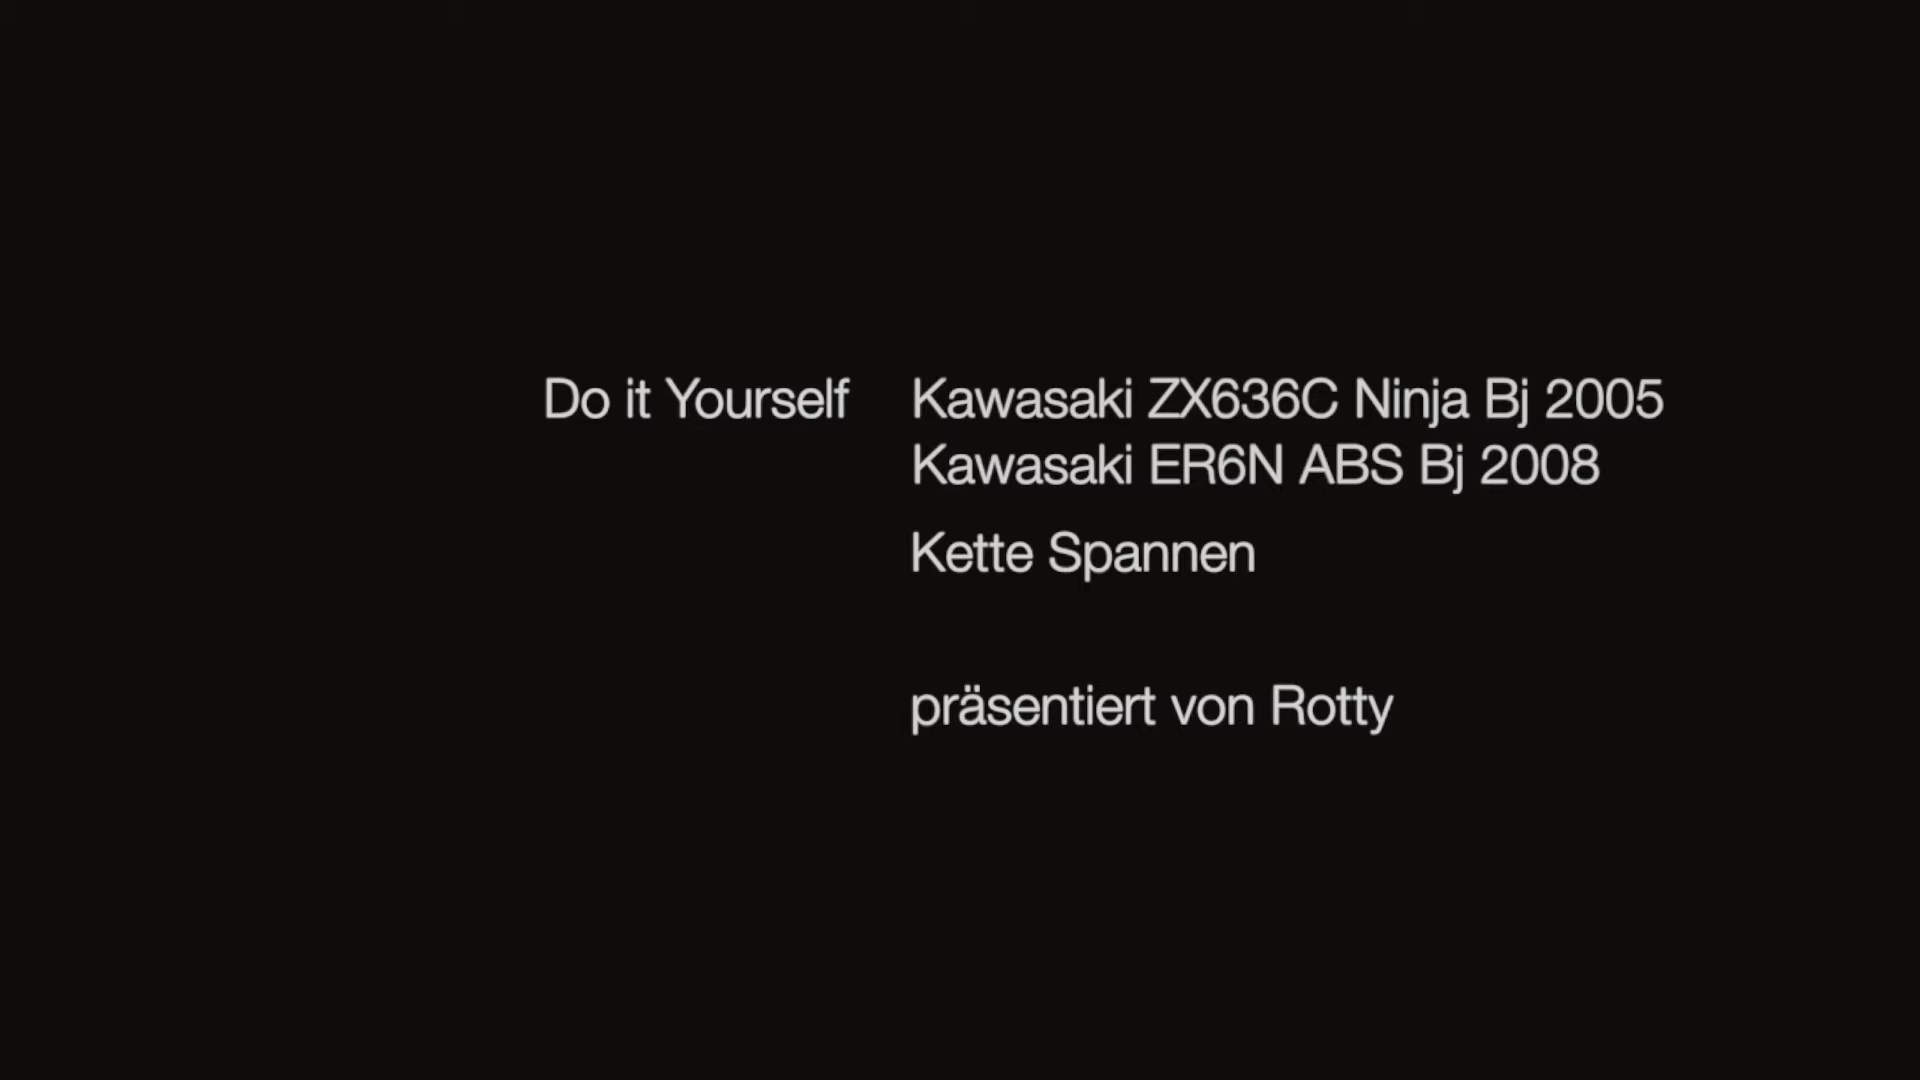 Do it Yourself Kawasaki ZX636C Ninja Bj 2005
Kawasaki ER6N ABS Bj 2008
Kette Spannen
präsentiert von Rotty